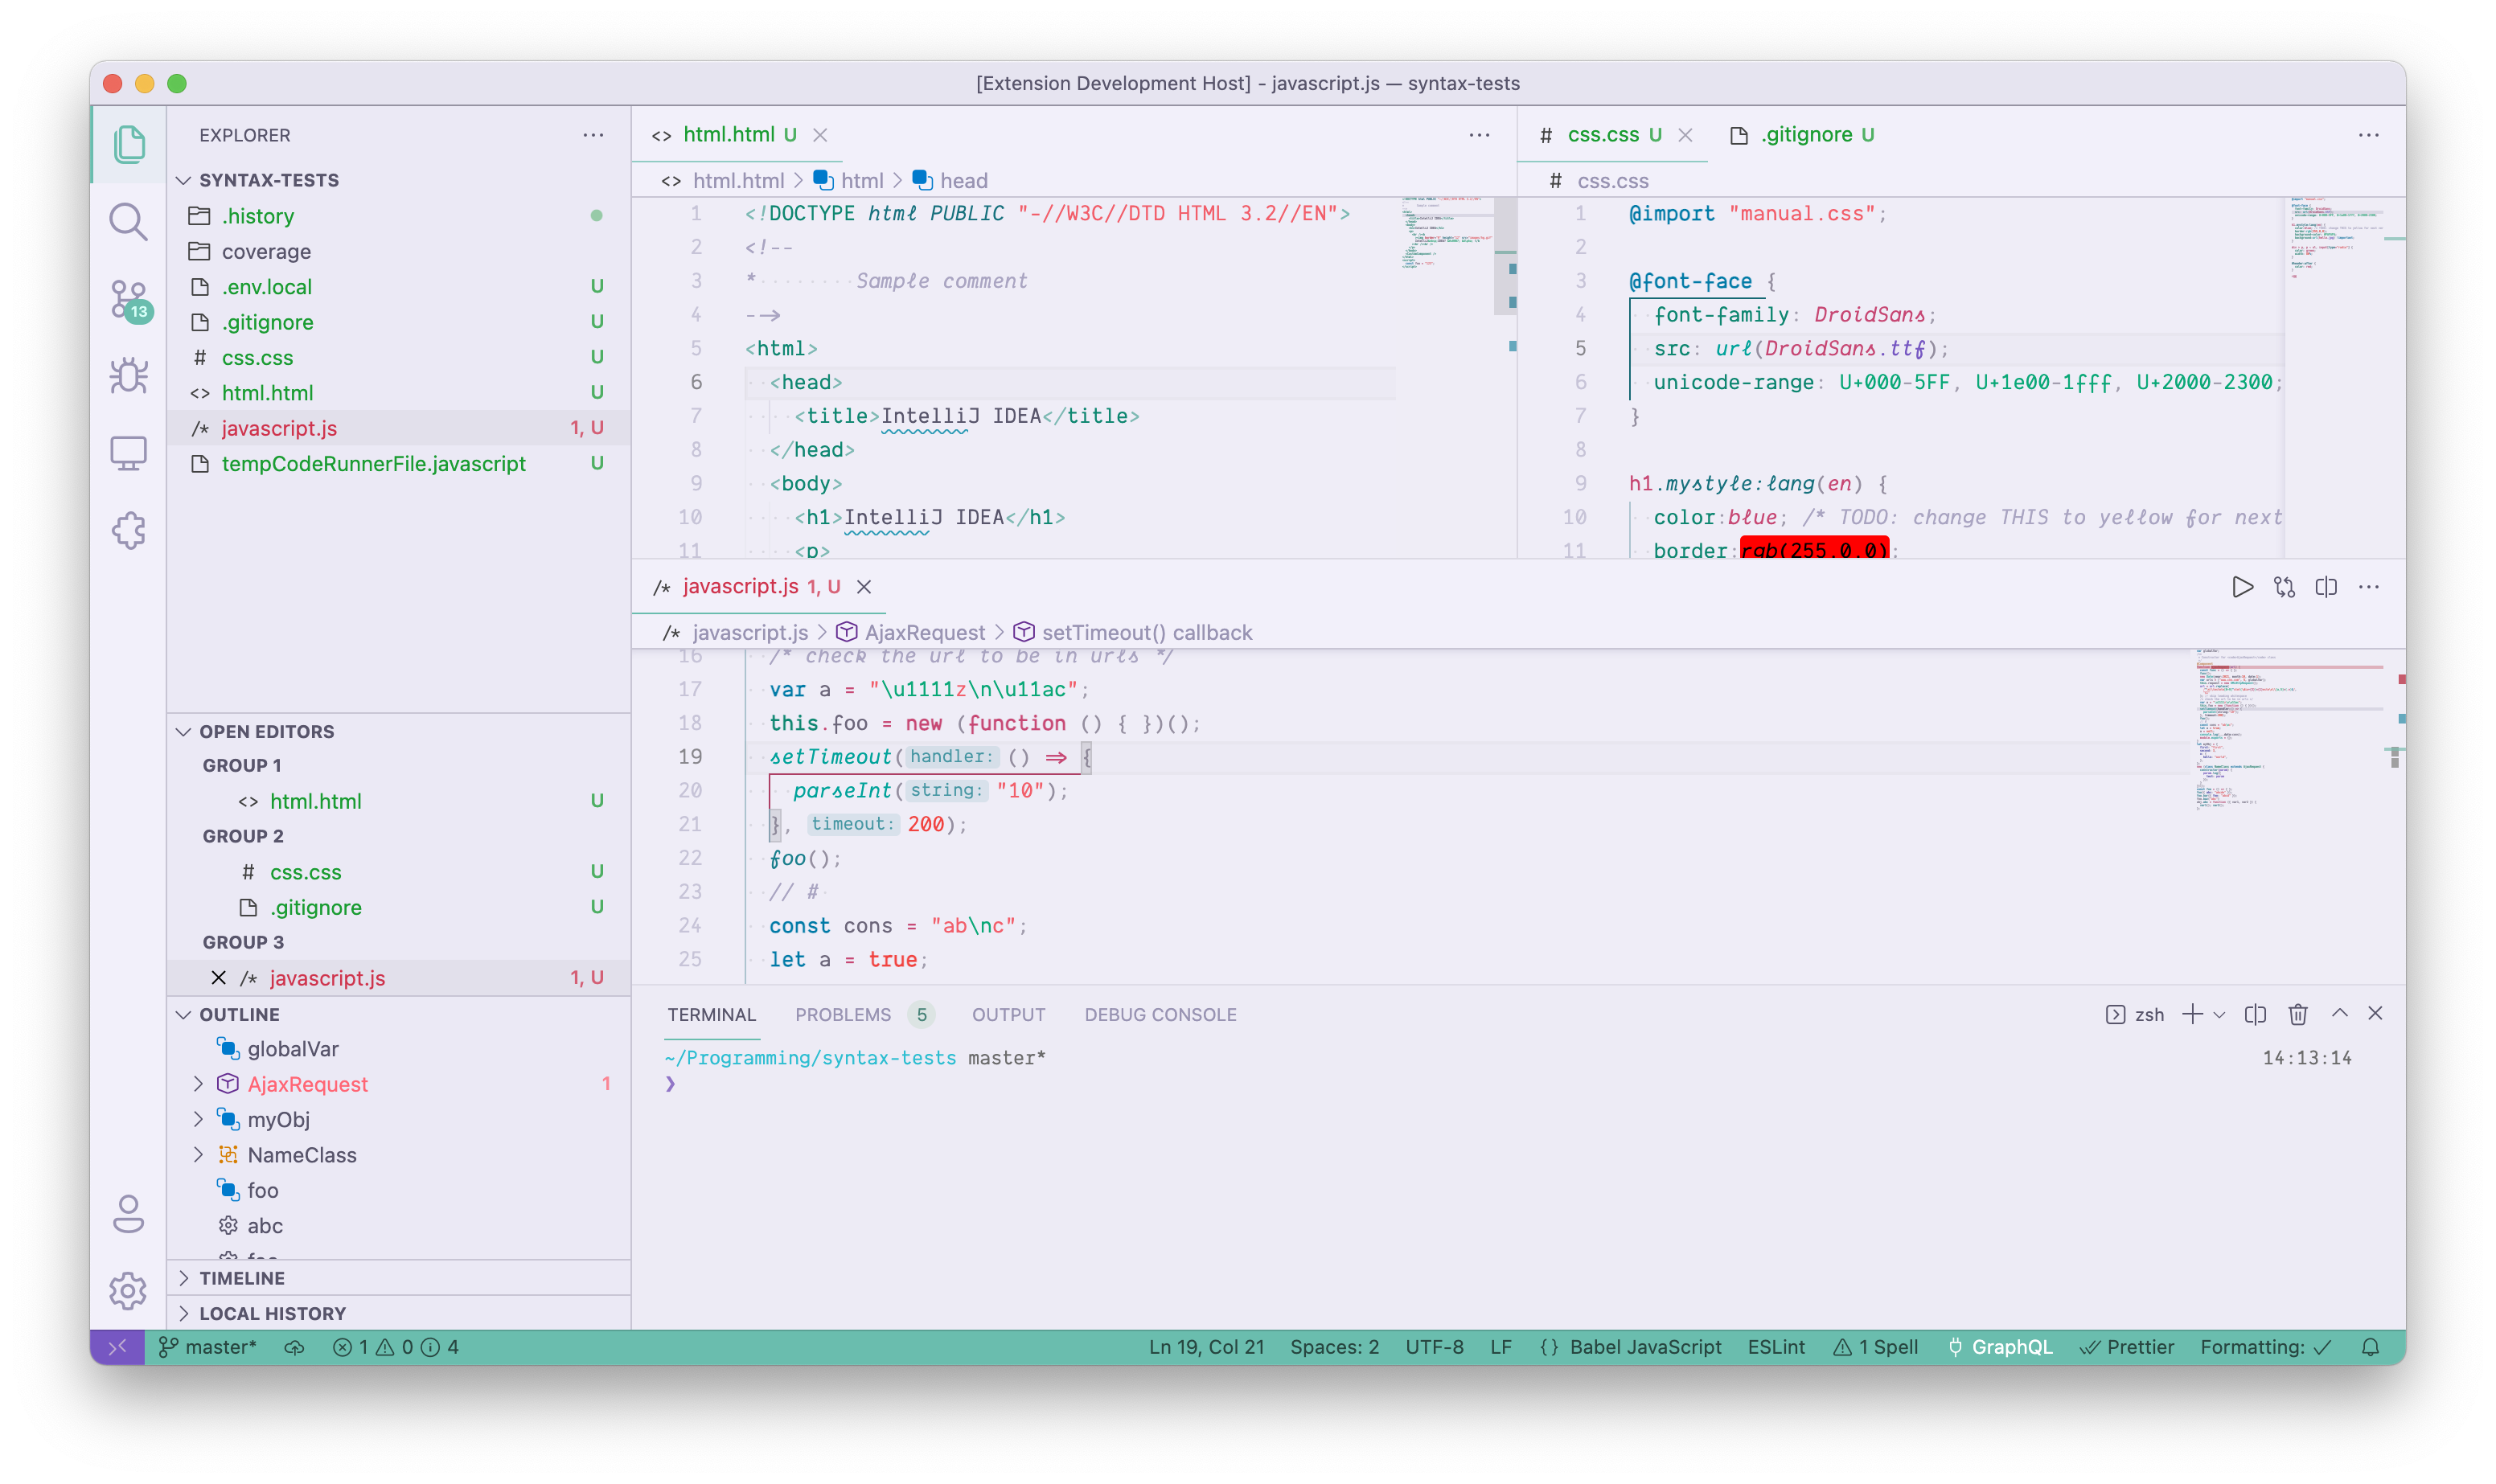 [Extension Development Host] - javascript.js — syntax-tests
EXPLORER
SYNTAX-TESTS
.history
coverage
.env.local U
.gitignore U
# css.css U
<> html.html U
/* javascript.js 1, U
tempCodeRunnerFile.javascript U
OPEN EDITORS
GROUP 1
<> html.html U
GROUP 2
# css.css U
.gitignore U
GROUP 3
/* javascript.js 1, U
OUTLINE
globalVar
AjaxRequest 1
myObj
NameClass
foo
abc
TIMELINE
LOCAL HISTORY
13
<> html.html U
<> html.html > html > head
1 <!DOCTYPE html PUBLIC "-//W3C//DTD HTML 3.2//EN">
2 <!--
3 * Sample comment
4 -->
5 <html>
6 <head>
7 <title>IntelliJ IDEA</title>
8 </head>
9 <body>
10 <h1>IntelliJ IDEA</h1>
11 <p>
# css.css U .gitignore U
# css.css
1 @import "manual.css";
2
3 @font-face {
4 font-family: DroidSans;
5 src: url(DroidSans.ttf);
6 unicode-range: U+000-5FF, U+1e00-1fff, U+2000-2300;
7 }
8
9 h1.mystyle:lang(en) {
10 color:blue; /* TODO: change THIS to yellow for next
11 border:rgb(255,0,0);
/* javascript.js 1, U
/* javascript.js > AjaxRequest > setTimeout() callback
16 /* check the url to be in urls */
17 var a = "\u1111z\n\u11ac";
18 this.foo = new (function () { })();
19 setTimeout(handler: () => {
20 parseInt(string: "10");
21 }, timeout: 200);
22 foo();
23 // #
24 const cons = "ab\nc";
25 let a = true;
TERMINAL PROBLEMS 5 OUTPUT DEBUG CONSOLE
zsh
~/Programming/syntax-tests master* 14:13:14
❯
master* 1 0 4 Ln 19, Col 21 Spaces: 2 UTF-8 LF {} Babel JavaScript ESLint 1 Spell GraphQL Prettier Formatting: ✓